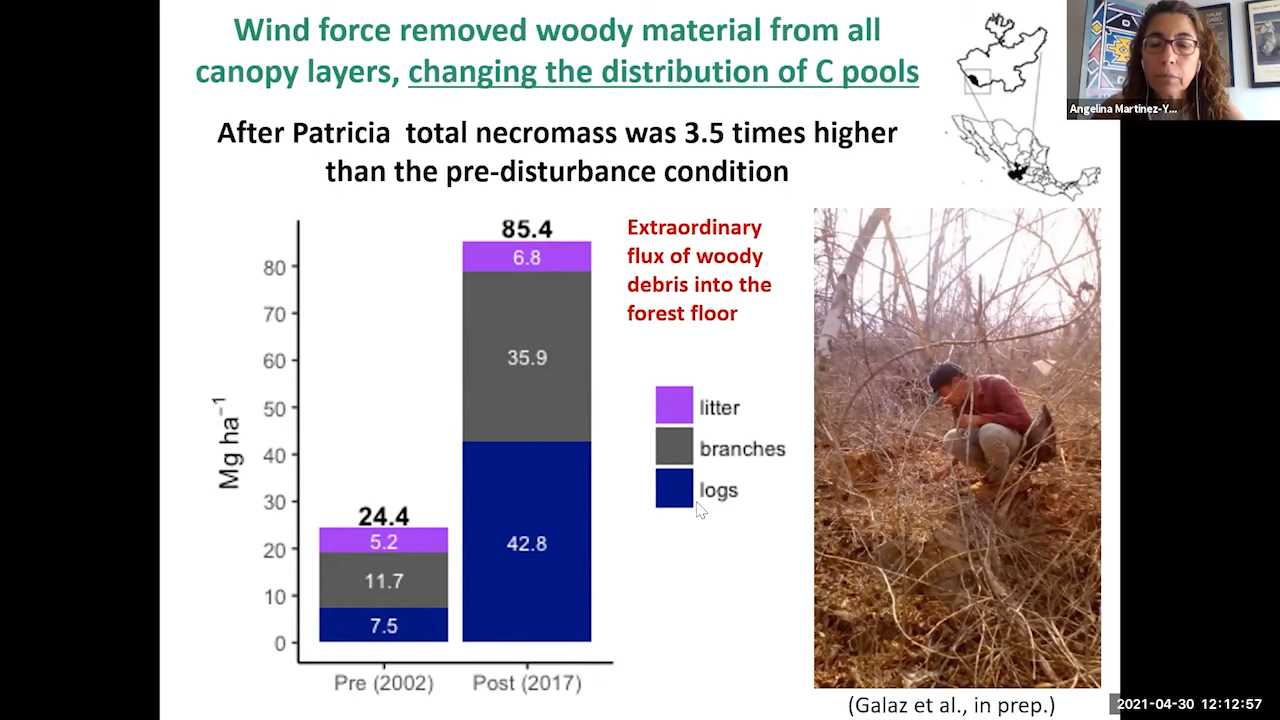 Wind force removed woody material from all
canopy layers, changing the distribution of C pools
After Patricia total necromass was 3.5 times higher
than the pre-disturbance condition
Angelina Martinez-Y...
Extraordinary
flux of woody
debris into the
forest floor
Mg ha⁻¹
80
70
60
50
40
30
20
10
0
24.4
5.2
11.7
7.5
85.4
6.8
35.9
42.8
Pre (2002)
Post (2017)
litter
branches
logs
(Galaz et al., in prep.)
2021-04-30 12:12:57